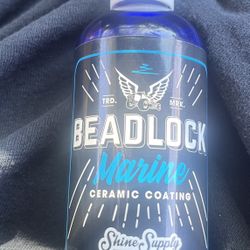 TRD. MRK.
BEADLOCK
Marine
CERAMIC COATING
Shine Supply